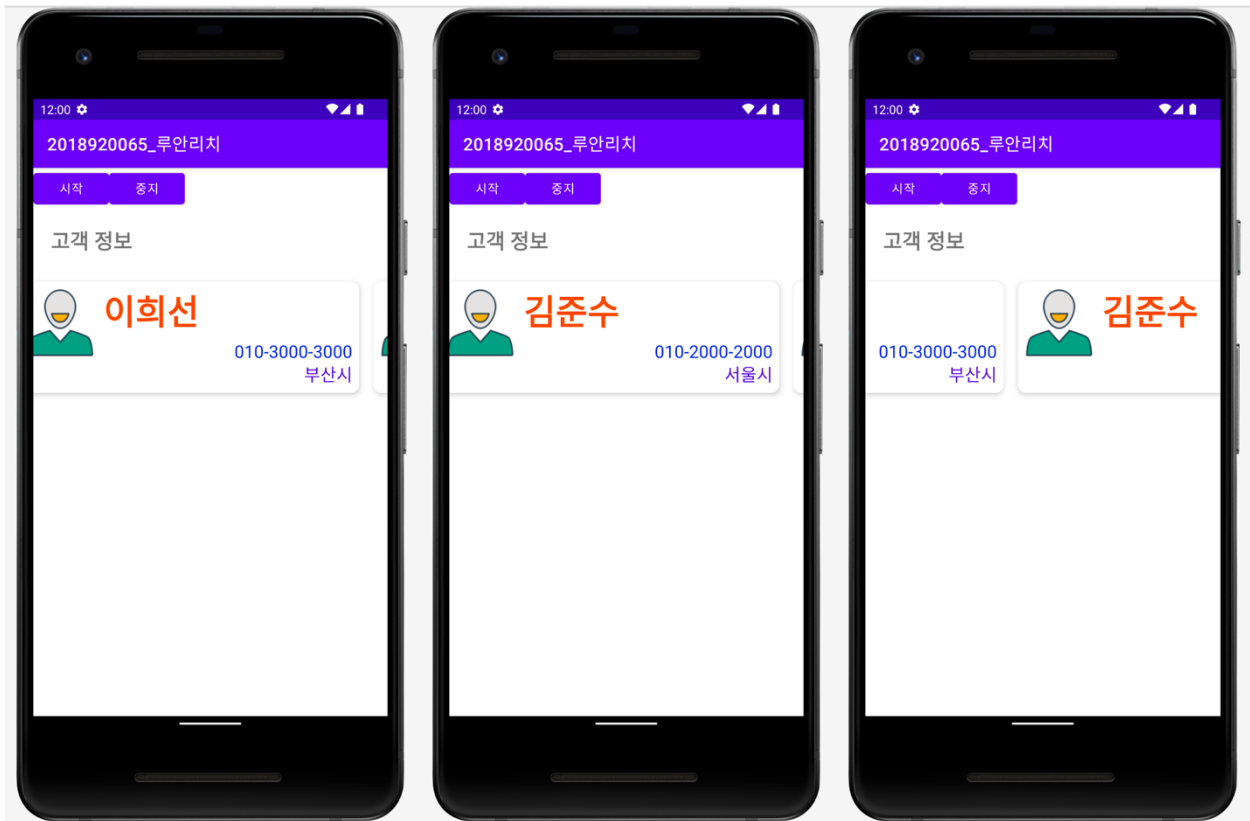 12:00
2018920065_루안리치
시작 중지
고객 정보
이희선
010-3000-3000
부산시
12:00
2018920065_루안리치
시작 중지
고객 정보
김준수
010-2000-2000
서울시
12:00
2018920065_루안리치
시작 중지
고객 정보
010-3000-3000
부산시
김준수